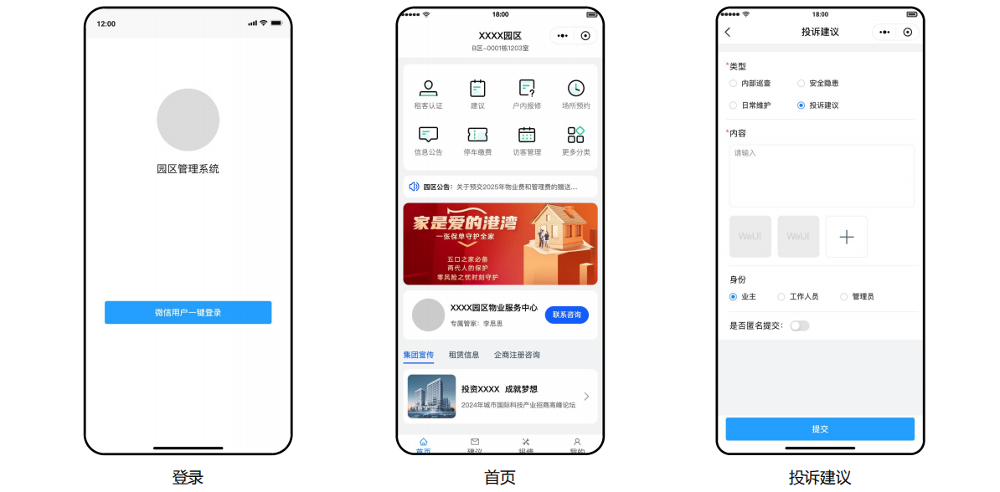 12:00
园区管理系统
微信用户一键登录
登录
18:00
XXXX园区
B区-0001栋1203室
租客认证 建议 户内报修 场所预约
信息公告 停车缴费 访客管理 更多分类
园区公告: 关于预交2025年物业费和管理费的赠送....
家是爱的港湾
一张保单守护全家
五口之家必备
两代人的保护
零风险之忧时刻守护
XXXX园区物业服务中心
专属管家: 李思思
联系咨询
集团宣传 租赁信息 企商注册咨询
投资XXXX 成就梦想
2024年城市国际科技产业招商高峰论坛
首页 建议 报修 我的
首页
18:00
投诉建议
*类型
内部巡查 安全隐患
日常维护 投诉建议
*内容
请输入
WeUI WeUI
身份
业主 工作人员 管理员
是否匿名提交:
提交
投诉建议